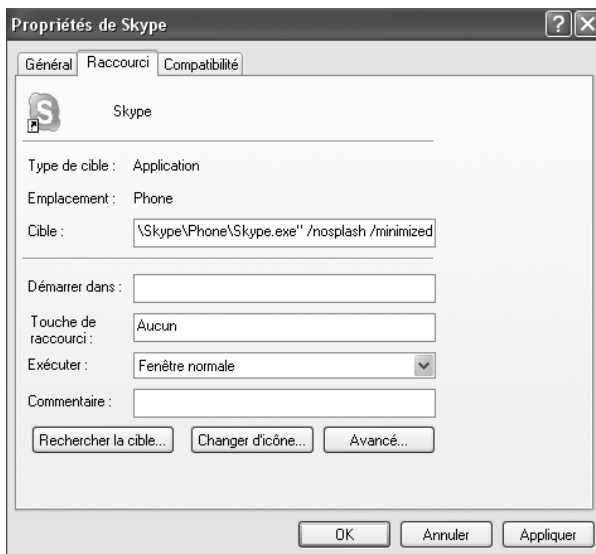 Propriétés de Skype
Général Raccourci Compatibilité
S
Skype
Type de cible : Application
Emplacement : Phone
Cible : \Skype\Phone\Skype.exe" /nosplash /minimized
Démarrer dans :
Touche de
raccourci : Aucun
Exécuter : Fenêtre normale
Commentaire :
Rechercher la cible... Changer d'icône... Avancé...
OK Annuler Appliquer